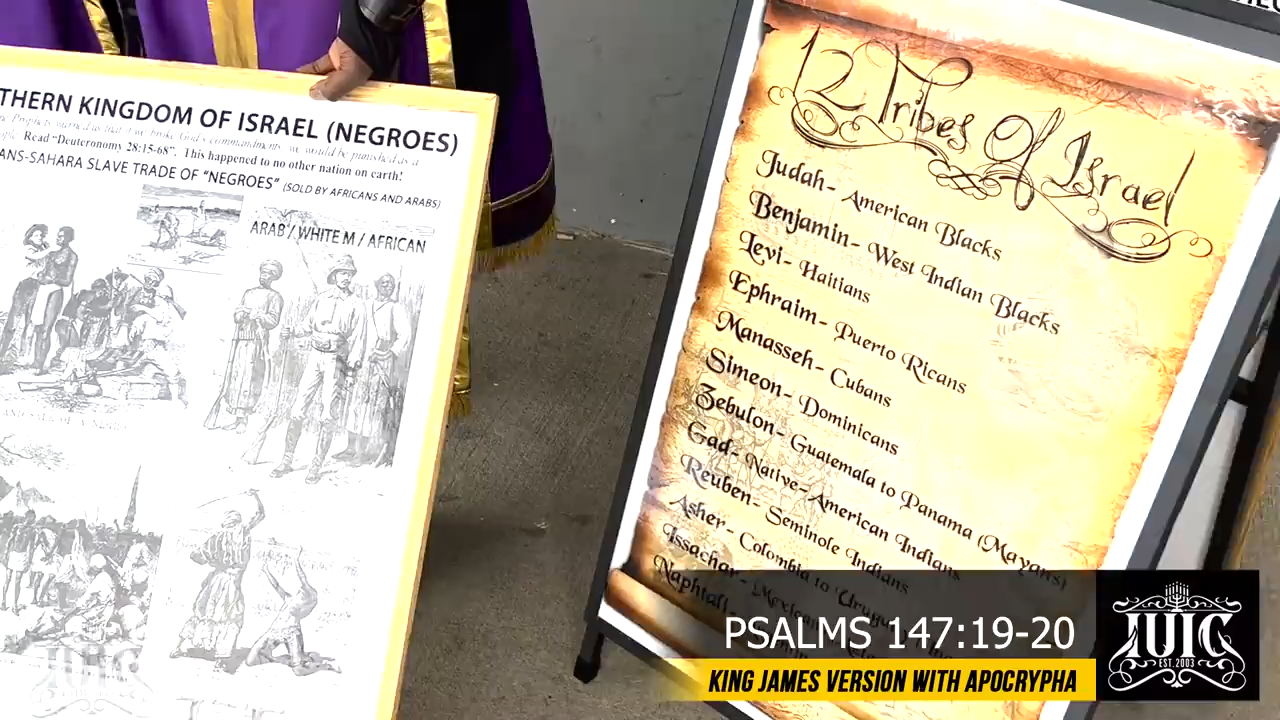 THERN KINGDOM OF ISRAEL (NEGROES)
Read "Deuteronomy 28:15-68". This happened to no other nation on earth!
ANS-SAHARA SLAVE TRADE OF "NEGROES" (SOLD BY AFRICANS AND ARABS)
ARAB / WHITE M / AFRICAN
12 Tribes Of Israel
Judah- American Blacks
Benjamin- West Indian Blacks
Levi- Haitians
Ephraim- Puerto Ricans
Manasseh- Cubans
Simeon- Dominicans
Zebulon- Guatemala to Panama (Mayans)
Gad- Native-American Indians
Reuben- Seminole Indians
Asher- Colombia to
Issachar-
Naphtali-
PSALMS 147:19-20
KING JAMES VERSION WITH APOCRYPHA
IUIC
EST. 2003